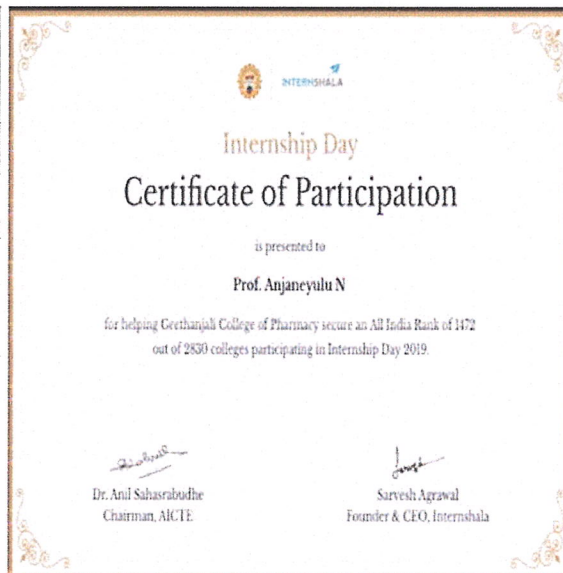 INTERNSHALA
Internship Day
Certificate of Participation
is presented to
Prof. Anjaneyulu N
for helping Geethanjali College of Pharmacy secure an All India Rank of 1472
out of 2830 colleges participating in Internship Day 2019.
Dr. Anil Sahasrabudhe
Sarvesh Agrawal
Chairman, AICTE
Founder & CEO, Internshala